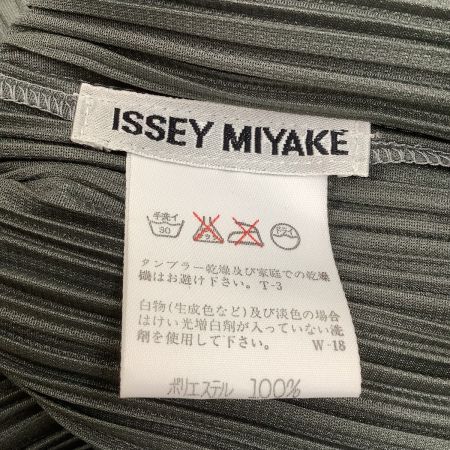 ISSEY MIYAKE
手洗イ
30
ドライ
タンブラー乾燥及び家庭での乾燥
機はお避け下さい。T-3
白物(生成色など)及び淡色の場合
はけい光増白剤が入っていない洗
剤を使用して下さい。 W-18
ポリエステル 100%